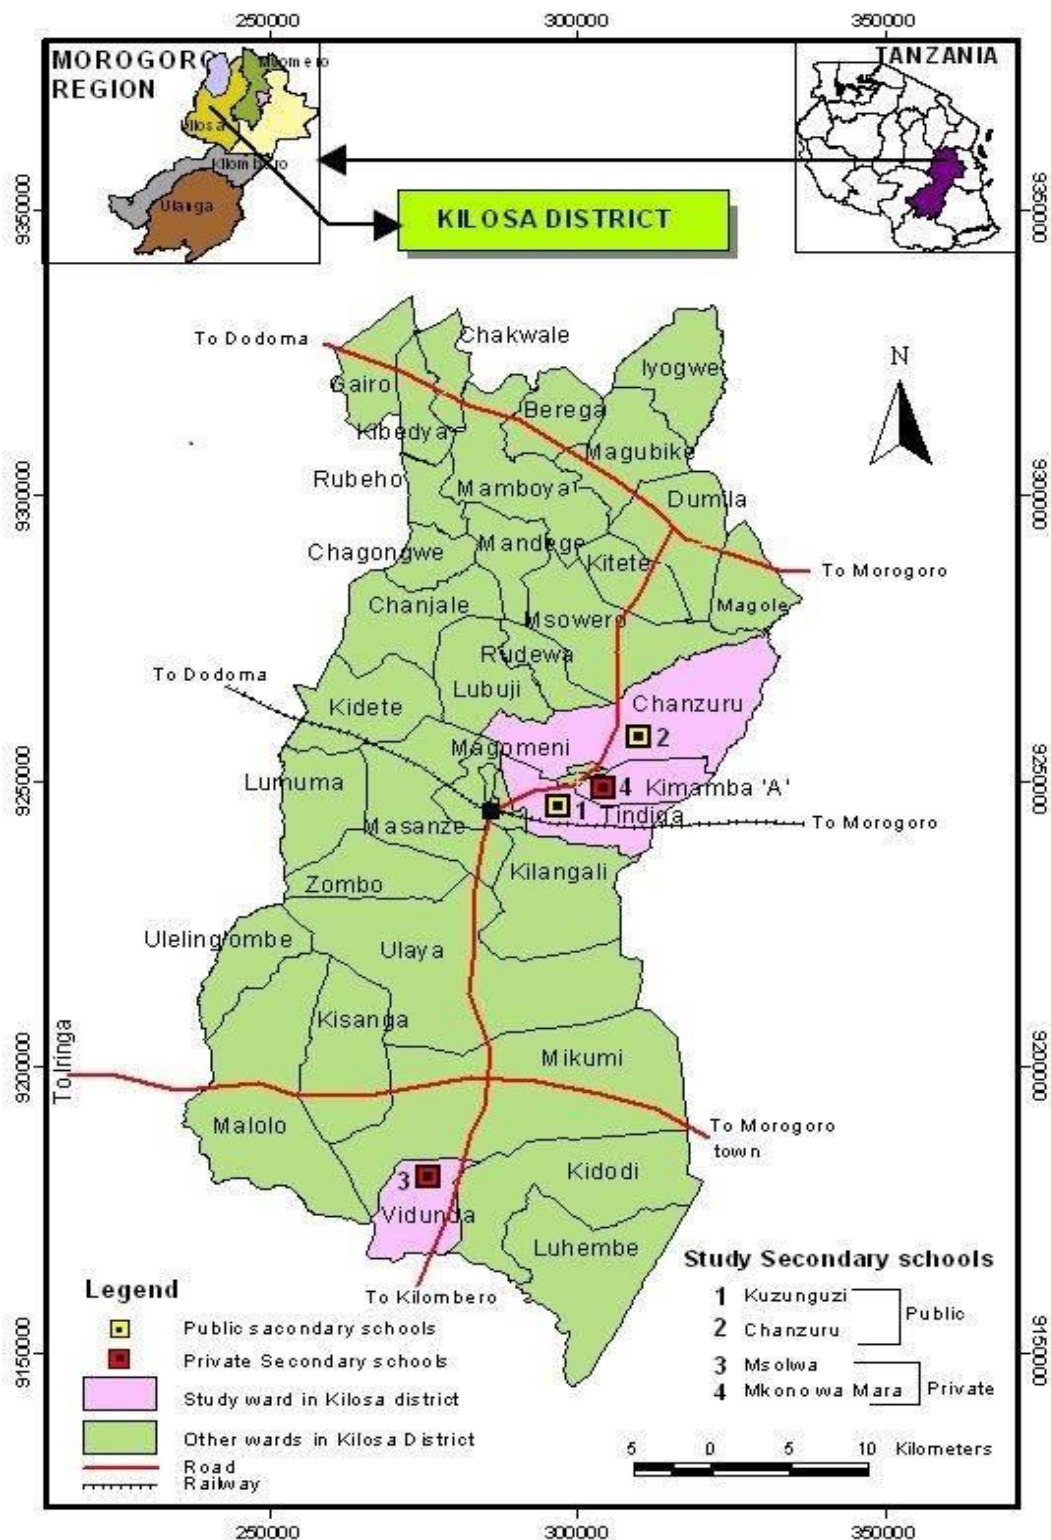 250000 300000 350000
MOROGORO
REGION
Mvomero
Kilosa
Kilombero
Ulanga
TANZANIA
KILOSA DISTRICT
9350000
9350000
To Dodoma
Chakwale
Iyogwe
Gairo
Berega
N
Kibedya
Magubike
Rubeho
Mamboya
Dumila
9300000
9300000
Chagongwe
Mandege
Kitete
To Morogoro
Chanjale
Msowero
Magole
Rudewa
To Dodoma
Lubuji
Kidete
Chanzuru
2
Magomeni
9250000
9250000
Lumuma
4 Kimamba 'A'
1 Tindiga
Masanze
To Morogoro
Kilangali
Zombo
Uleling'ombe
Ulaya
Kisanga
Mikumi
To Iringa
9200000
9200000
Malolo
To Morogoro
town
Kidodi
3
Vidunda
Luhembe
To Kilombero
Study Secondary schools
1 Kuzunguzi
2 Chanzuru
Public
3 Msolwa
4 Mkono wa Mara
Private
9150000
9150000
Legend
Public sacondary schools
Private Secondary schools
Study ward in Kilosa district
Other wards in Kilosa District
Road
Railway
5 0 5 10 Kilometers
250000 300000 350000